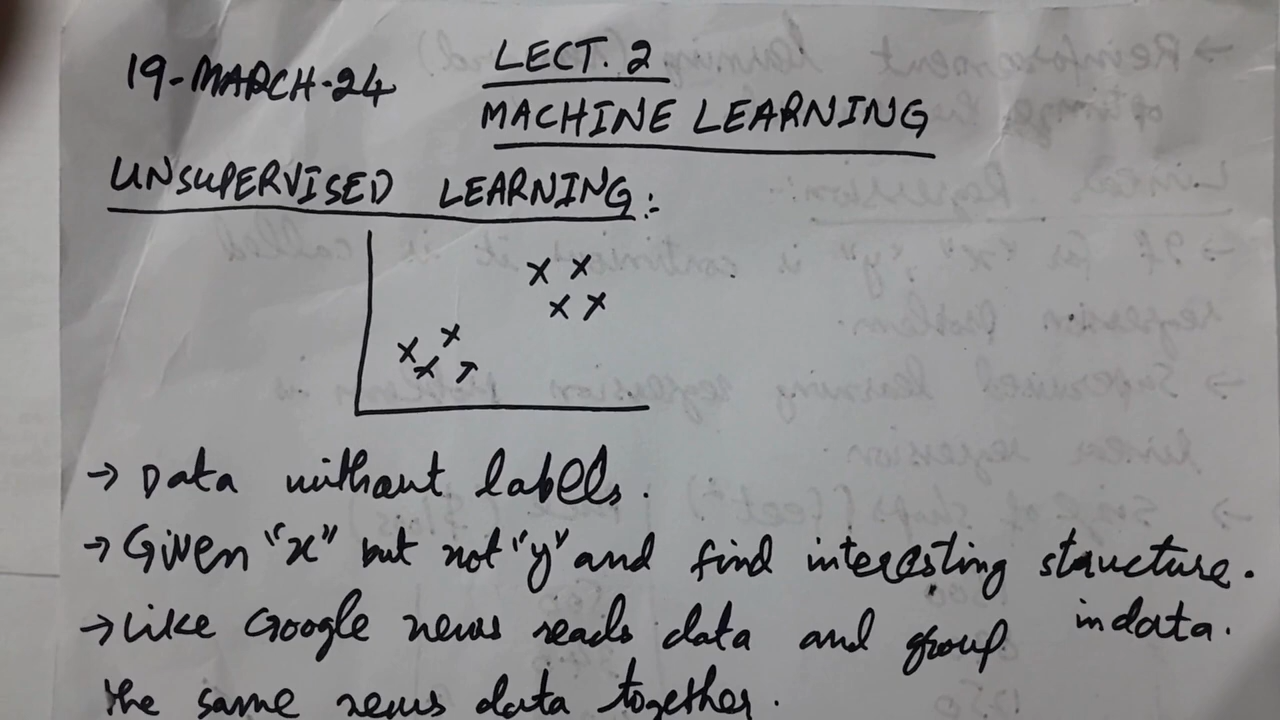 19-MARCH-24
LECT. 2
MACHINE LEARNING
UNSUPERVISED LEARNING:-
→ Data without labels.
→ Given "x" but not "y" and find interesting structure.
in data.
→ Like Google news reads data and group
the same news data together.